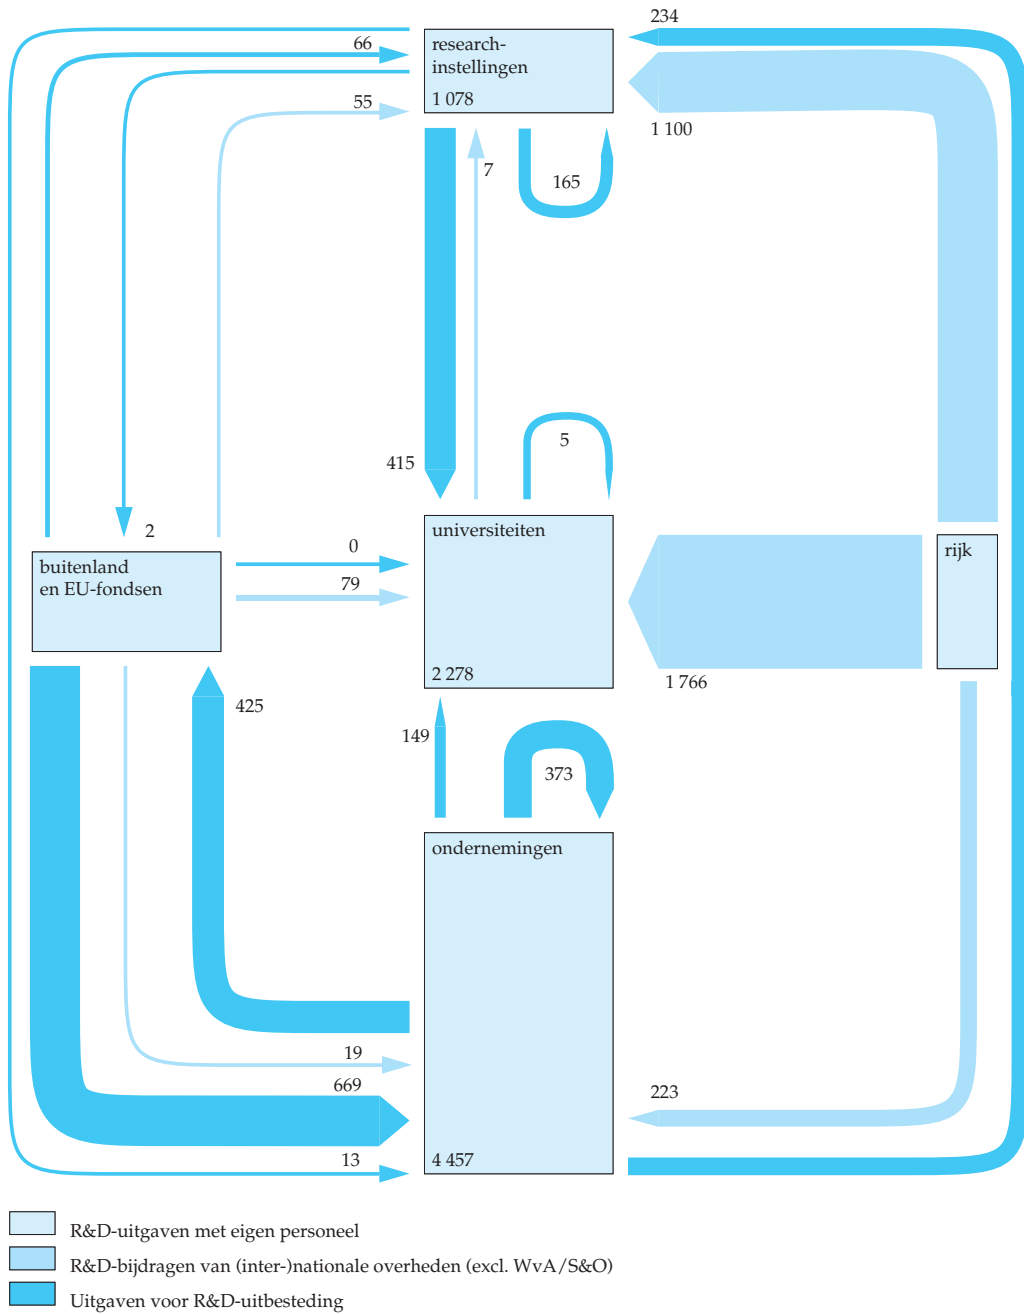 234
66
research-
instellingen
1 078
55
1 100
7
165
5
415
2
buitenland
en EU-fondsen
0
79
universiteiten
2 278
rijk
1 766
425
149
373
ondernemingen
4 457
19
669
223
13
R&D-uitgaven met eigen personeel
R&D-bijdragen van (inter-)nationale overheden (excl. WvA/S&O)
Uitgaven voor R&D-uitbesteding